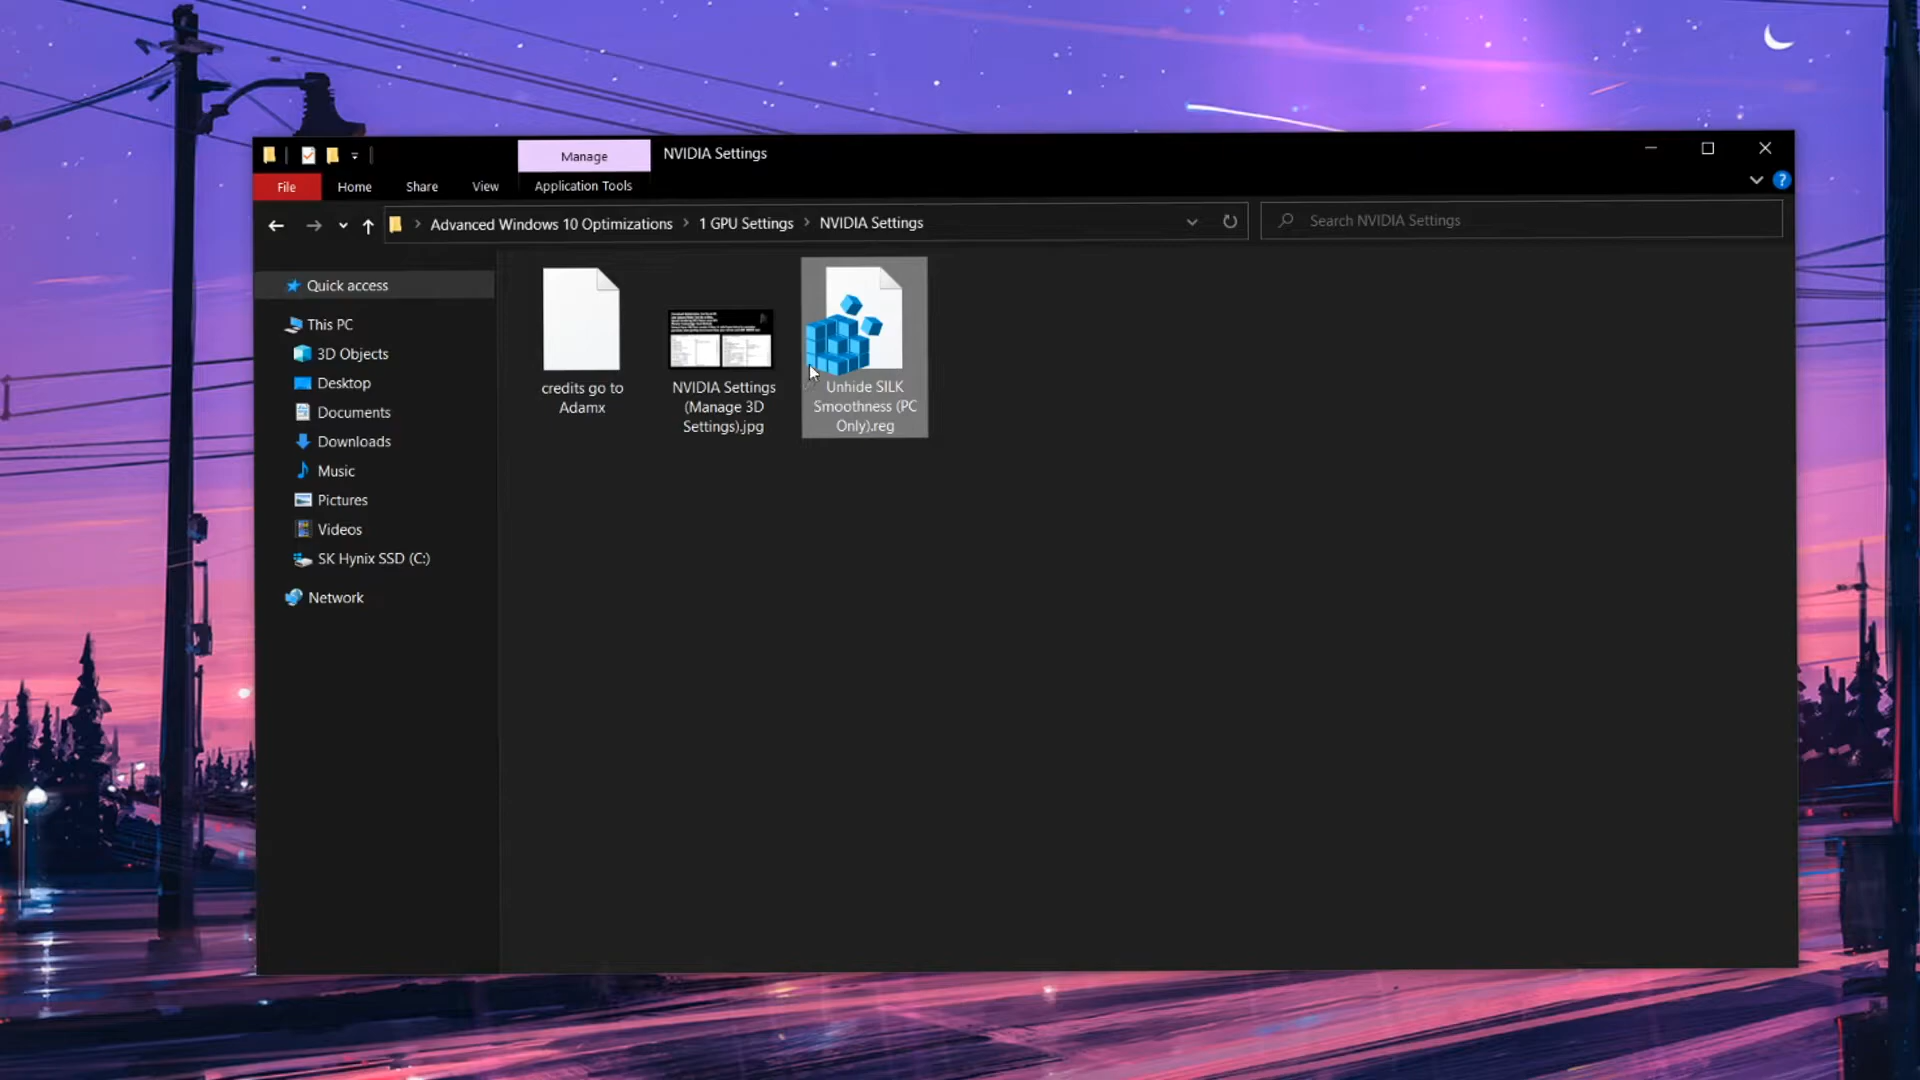 Manage
NVIDIA Settings
File
Home
Share
View
Application Tools
?
Advanced Windows 10 Optimizations
1 GPU Settings
NVIDIA Settings
Search NVIDIA Settings
Quick access
This PC
3D Objects
Desktop
Documents
Downloads
Music
Pictures
Videos
SK Hynix SSD (C:)
Network
credits go to
Adamx
NVIDIA Settings
(Manage 3D
Settings).jpg
Unhide SILK
Smoothness (PC
Only).reg